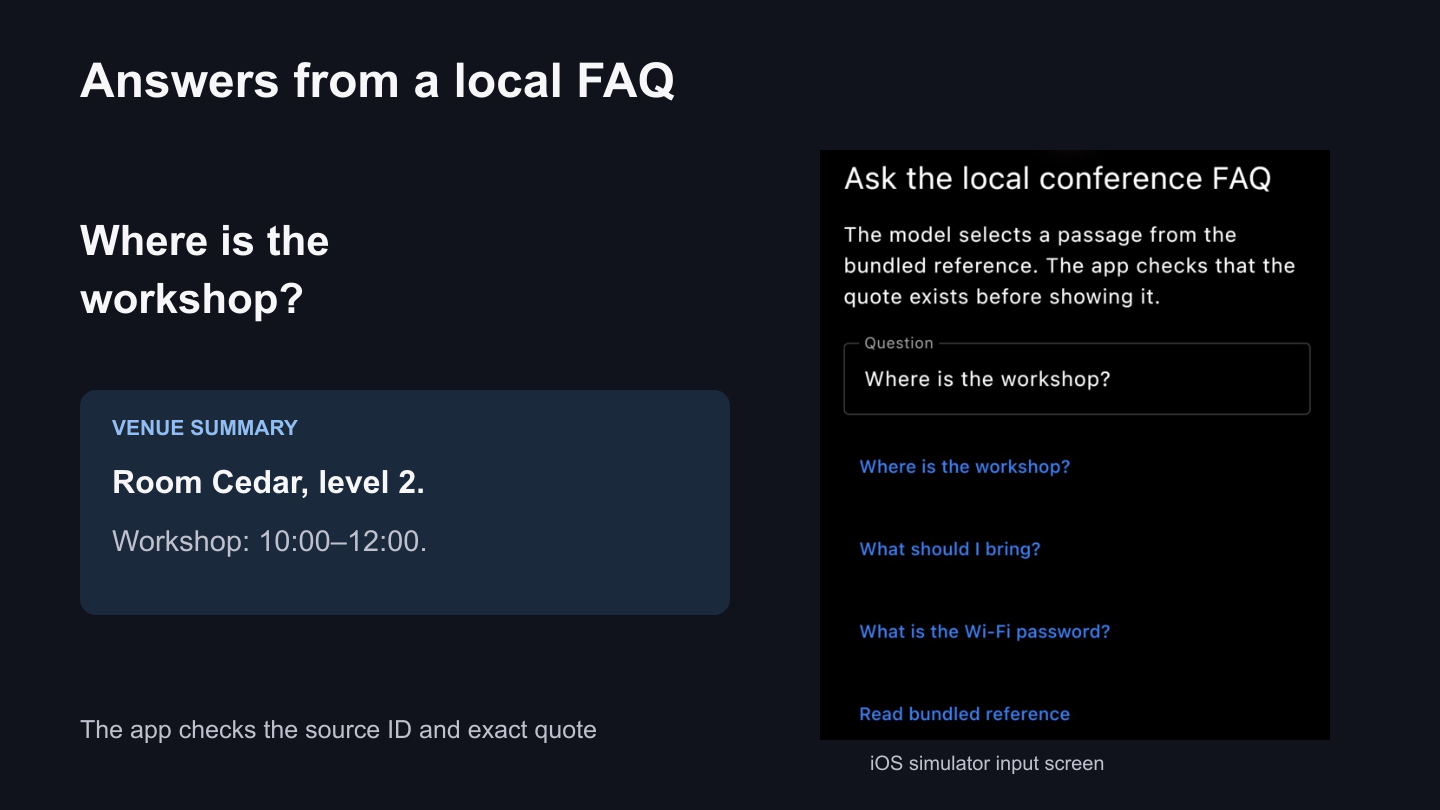 Answers from a local FAQ
Where is the
workshop?
VENUE SUMMARY
Room Cedar, level 2.
Workshop: 10:00–12:00.
The app checks the source ID and exact quote
Ask the local conference FAQ
The model selects a passage from the
bundled reference. The app checks that the
quote exists before showing it.
Question
Where is the workshop?
Where is the workshop?
What should I bring?
What is the Wi-Fi password?
Read bundled reference
iOS simulator input screen